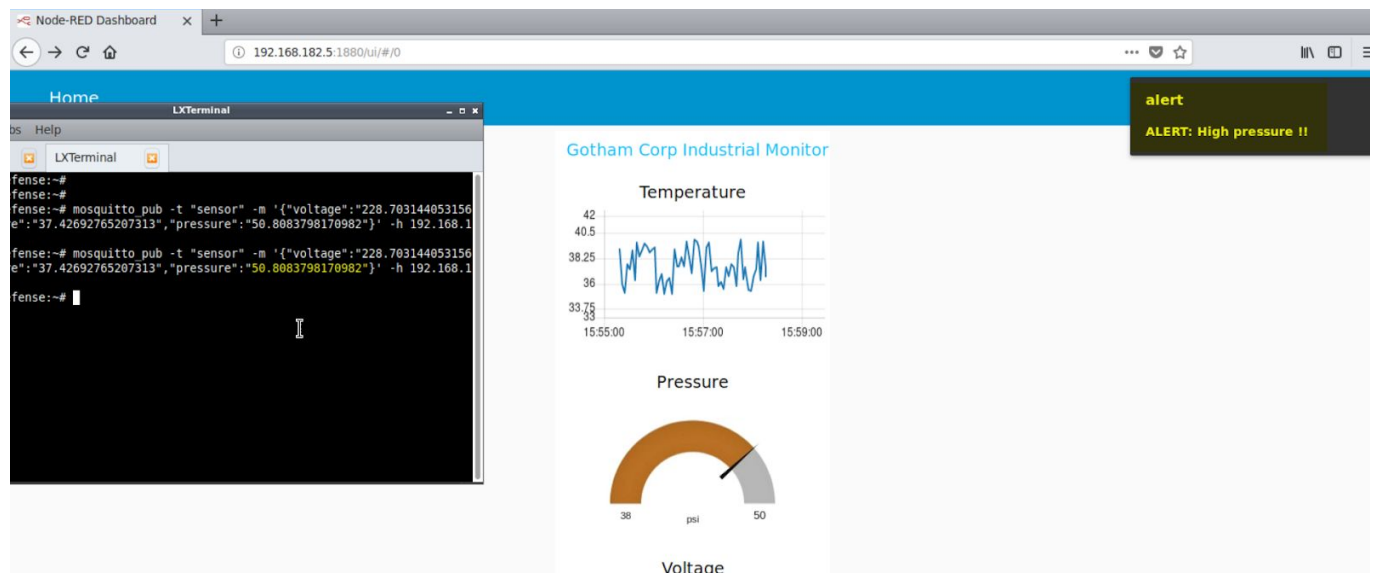 Node-RED Dashboard
192.168.182.5:1880/ui/#/0
Home
alert
ALERT: High pressure !!
LXTerminal
bs Help
LXTerminal
fense:~#
fense:~#
fense:~# mosquitto_pub -t "sensor" -m '{"voltage":"228.703144053156
e":"37.42692765207313","pressure":"50.8083798170982"}' -h 192.168.1
fense:~# mosquitto_pub -t "sensor" -m '{"voltage":"228.703144053156
e":"37.42692765207313","pressure":"50.8083798170982"}' -h 192.168.1
fense:~#
Gotham Corp Industrial Monitor
Temperature
42
40.5
38.25
36
33.75
33
15:55:00 15:57:00 15:59:00
Pressure
38 psi 50
Voltage